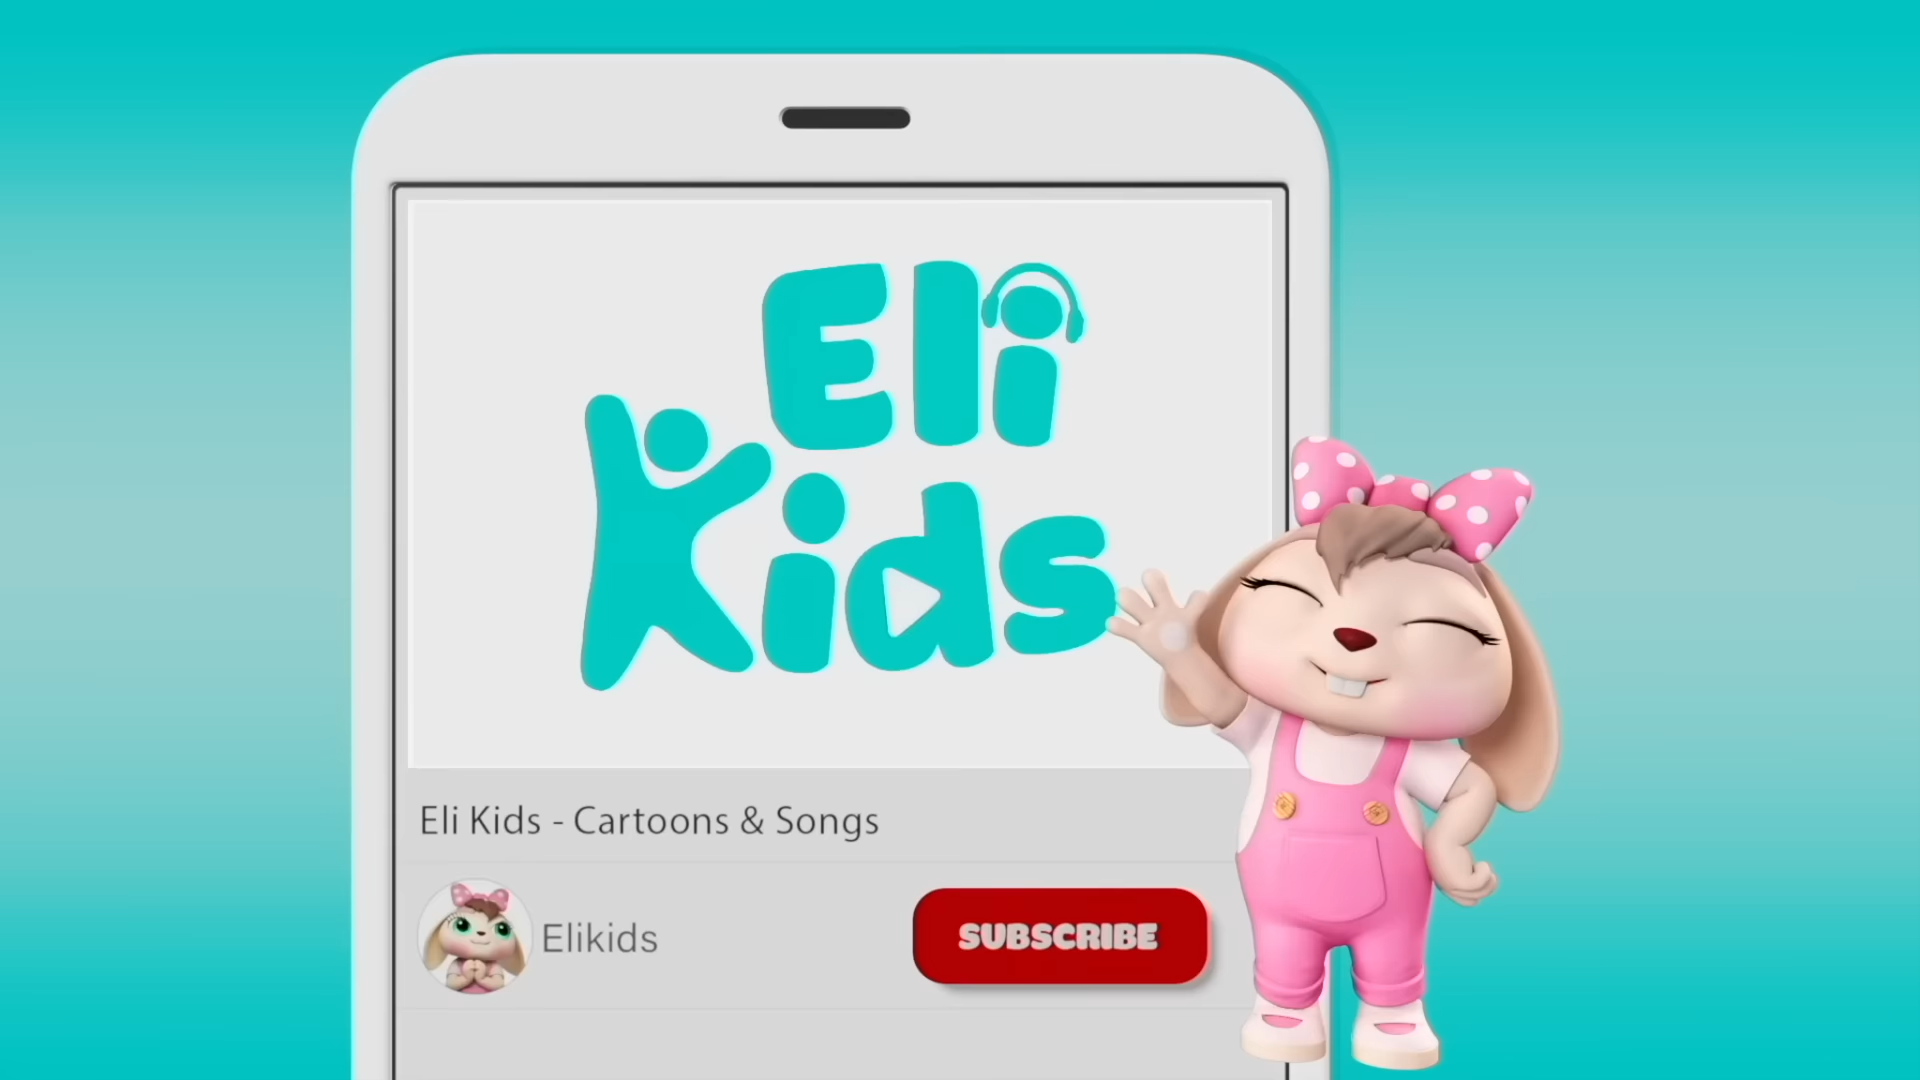 Eli
Kids
Eli Kids - Cartoons & Songs
Elikids
SUBSCRIBE